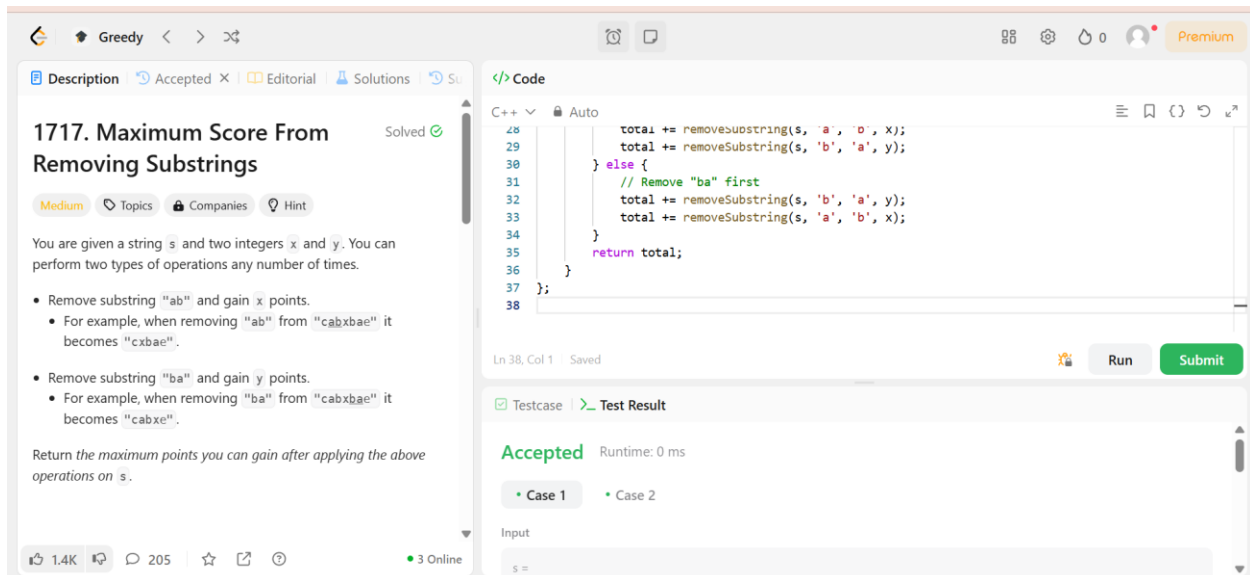 Greedy
0
Premium
Description
Accepted
Editorial
Solutions
Su
</> Code
C++
Auto
1717. Maximum Score From Removing Substrings
Solved
Medium
Topics
Companies
Hint
You are given a string s and two integers x and y. You can
perform two types of operations any number of times.
• Remove substring "ab" and gain x points.
• For example, when removing "ab" from "cabxbae" it
becomes "cxbae".
• Remove substring "ba" and gain y points.
• For example, when removing "ba" from "cabxbae" it
becomes "cabxe".
Return the maximum points you can gain after applying the above
operations on s.
1.4K
205
3 Online
28 total += removeSubstring(s, 'a', 'b', x);
29 total += removeSubstring(s, 'b', 'a', y);
30 } else {
31 // Remove "ba" first
32 total += removeSubstring(s, 'b', 'a', y);
33 total += removeSubstring(s, 'a', 'b', x);
34 }
35 return total;
36 }
37 };
38
Ln 38, Col 1
Saved
Run
Submit
Testcase
>_ Test Result
Accepted
Runtime: 0 ms
• Case 1
• Case 2
Input
s =